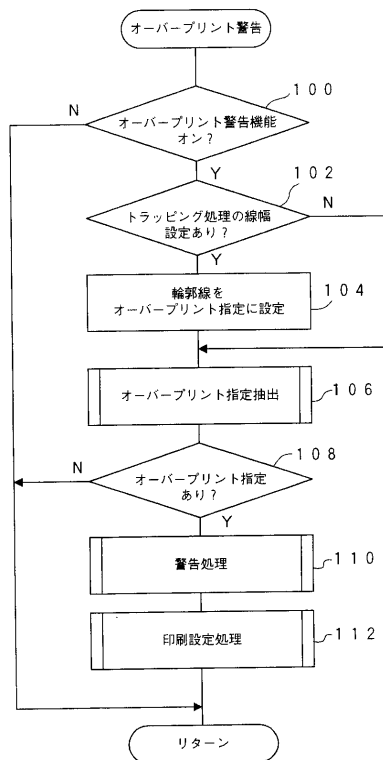 オーバープリント警告
100
N
オーバープリント警告機能
オン?
Y
102
N
トラッピング処理の線幅
設定あり?
Y
輪郭線を
オーバープリント指定に設定
104
オーバープリント指定抽出
106
108
N
オーバープリント指定
あり?
Y
警告処理
110
印刷設定処理
112
リターン